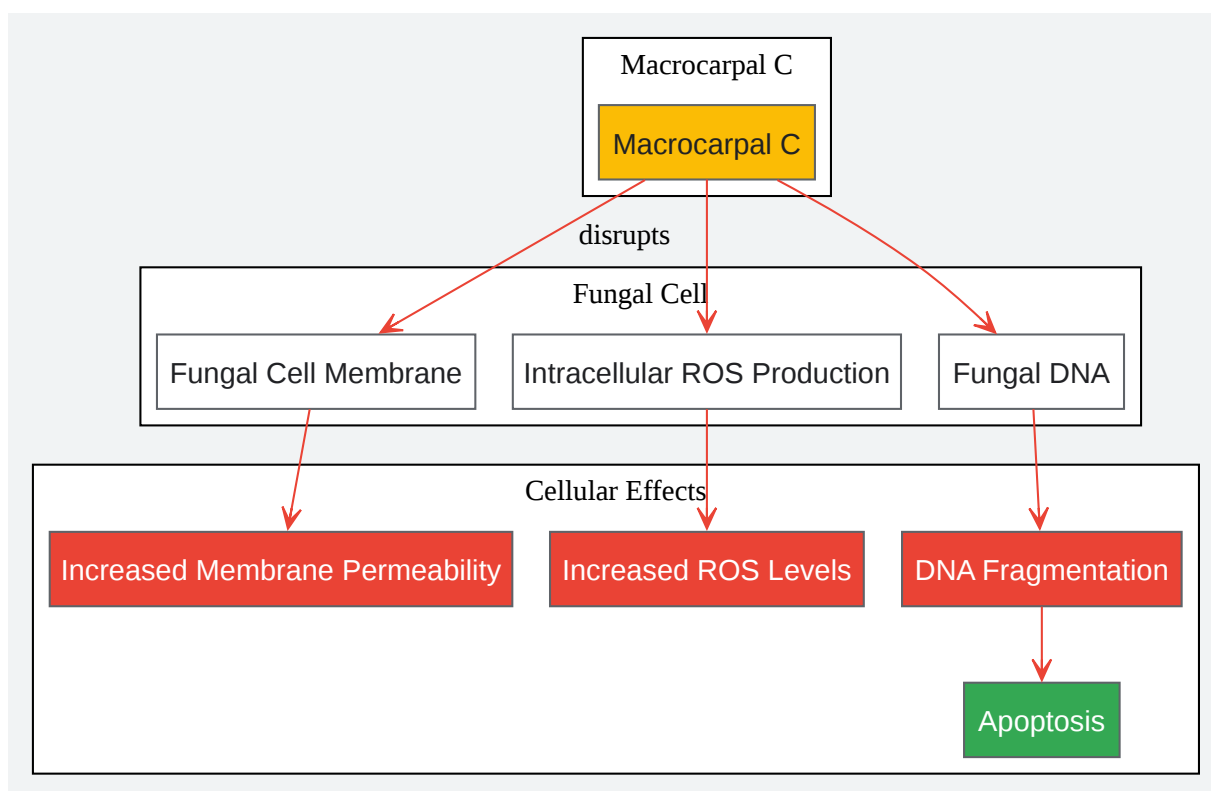 Macrocarpal C
Macrocarpal C
disrupts
Fungal Cell
Fungal Cell Membrane
Intracellular ROS Production
Fungal DNA
Cellular Effects
Increased Membrane Permeability
Increased ROS Levels
DNA Fragmentation
Apoptosis